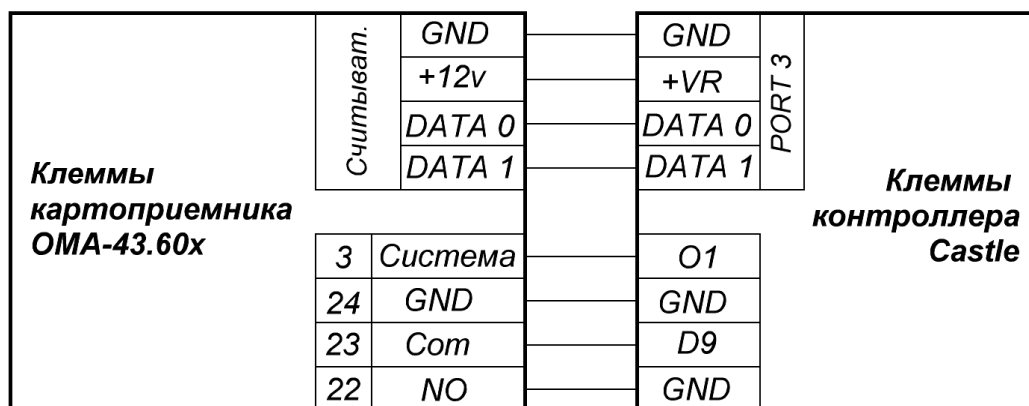 Считыват.
GND
+12v
DATA 0
DATA 1
GND
+VR
DATA 0
DATA 1
PORT 3
Клеммы
картоприемника
ОМА-43.60х
Клеммы
контроллера
Castle
3 Система
24 GND
23 Com
22 NO
O1
GND
D9
GND